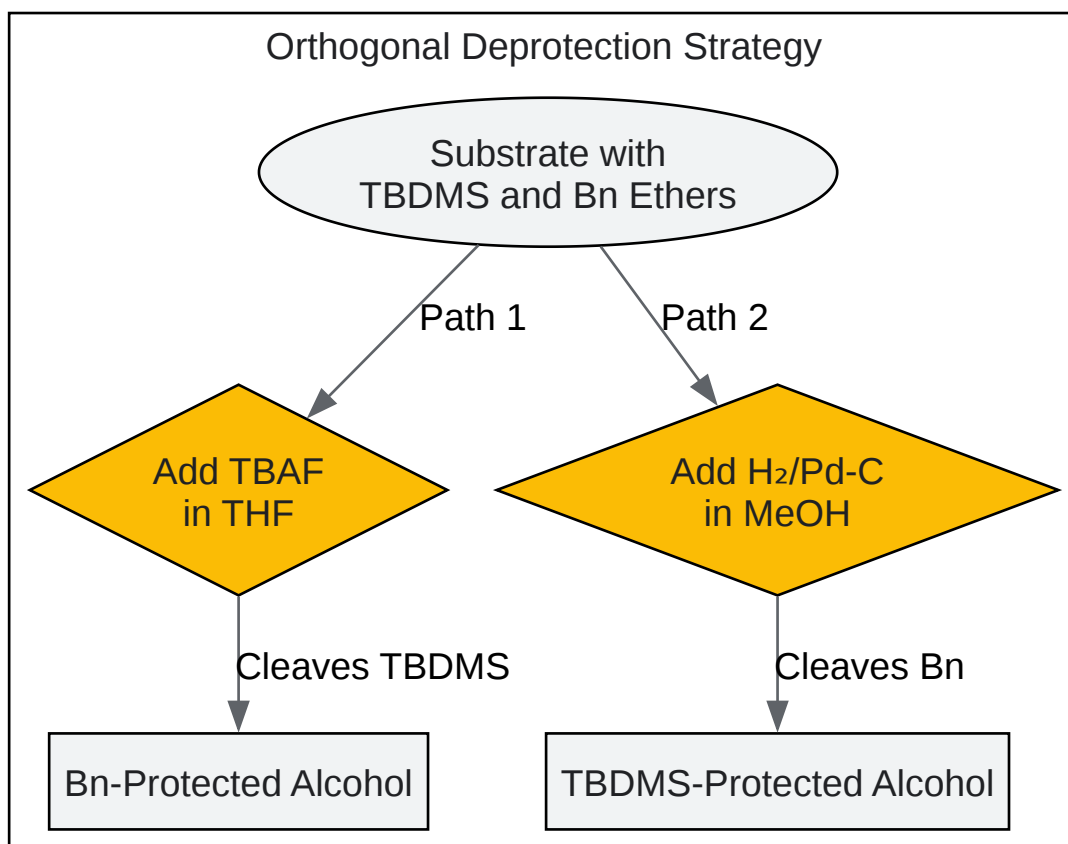 Orthogonal Deprotection Strategy
Substrate with
TBDMS and Bn Ethers
Path 1
Path 2
Add TBAF
in THF
Add H₂/Pd-C
in MeOH
Cleaves TBDMS
Cleaves Bn
Bn-Protected Alcohol
TBDMS-Protected Alcohol